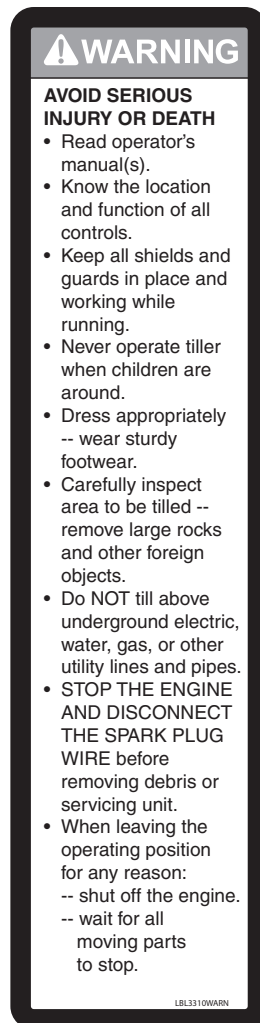 WARNING
AVOID SERIOUS
INJURY OR DEATH
• Read operator's
manual(s).
• Know the location
and function of all
controls.
• Keep all shields and
guards in place and
working while
running.
• Never operate tiller
when children are
around.
• Dress appropriately
-- wear sturdy
footwear.
• Carefully inspect
area to be tilled --
remove large rocks
and other foreign
objects.
• Do NOT till above
underground electric,
water, gas, or other
utility lines and pipes.
• STOP THE ENGINE
AND DISCONNECT
THE SPARK PLUG
WIRE before
removing debris or
servicing unit.
• When leaving the
operating position
for any reason:
-- shut off the engine.
-- wait for all
moving parts
to stop.
LBL3310WARN